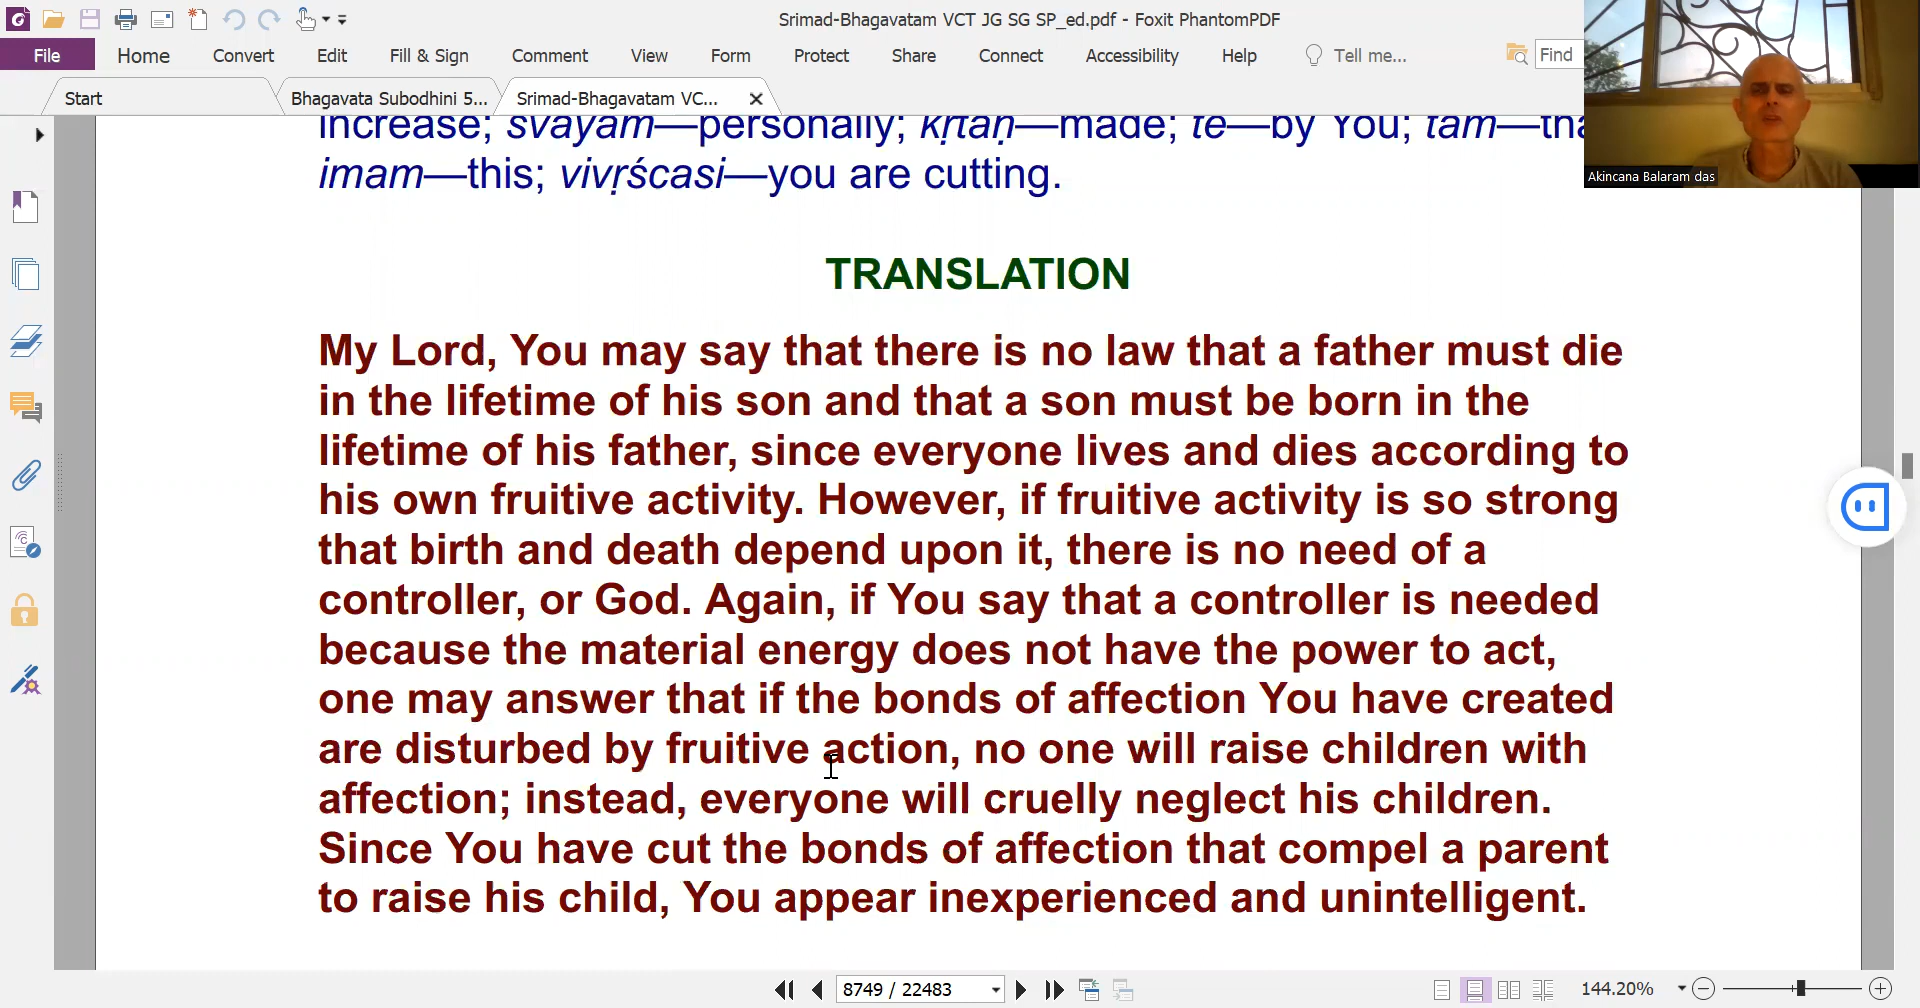 Srimad-Bhagavatam VCT JG SG SP_ed.pdf - Foxit PhantomPDF
File Home Convert Edit Fill & Sign Comment View Form Protect Share Connect Accessibility Help Tell me... Find
Start Bhagavata Subodhini 5... Srimad-Bhagavatam VC...
increase; svayam—personally; kṛtaḥ—made; te—by You; tam—
imam—this; vivṛścasi—you are cutting.
Akincana Balaram das
TRANSLATION
My Lord, You may say that there is no law that a father must die
in the lifetime of his son and that a son must be born in the
lifetime of his father, since everyone lives and dies according to
his own fruitive activity. However, if fruitive activity is so strong
that birth and death depend upon it, there is no need of a
controller, or God. Again, if You say that a controller is needed
because the material energy does not have the power to act,
one may answer that if the bonds of affection You have created
are disturbed by fruitive action, no one will raise children with
affection; instead, everyone will cruelly neglect his children.
Since You have cut the bonds of affection that compel a parent
to raise his child, You appear inexperienced and unintelligent.
8749 / 22483 144.20%